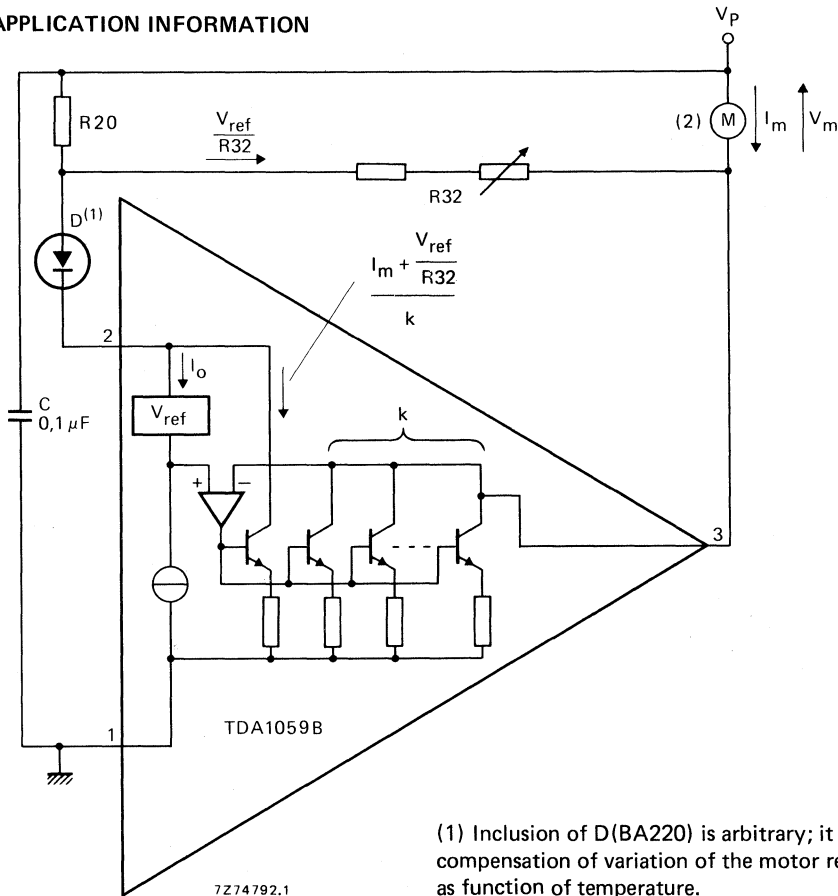 APPLICATION INFORMATION
V_P
R20
V_ref
R32
(2)
M
I_m
V_m
R32
D(1)
I_m + V_ref
R32
k
2
I_o
V_ref
C
0,1 µF
k
+
−
3
1
TDA1059B
7Z74792.1
(1) Inclusion of D(BA220) is arbitrary; it
compensation of variation of the motor re
as function of temperature.